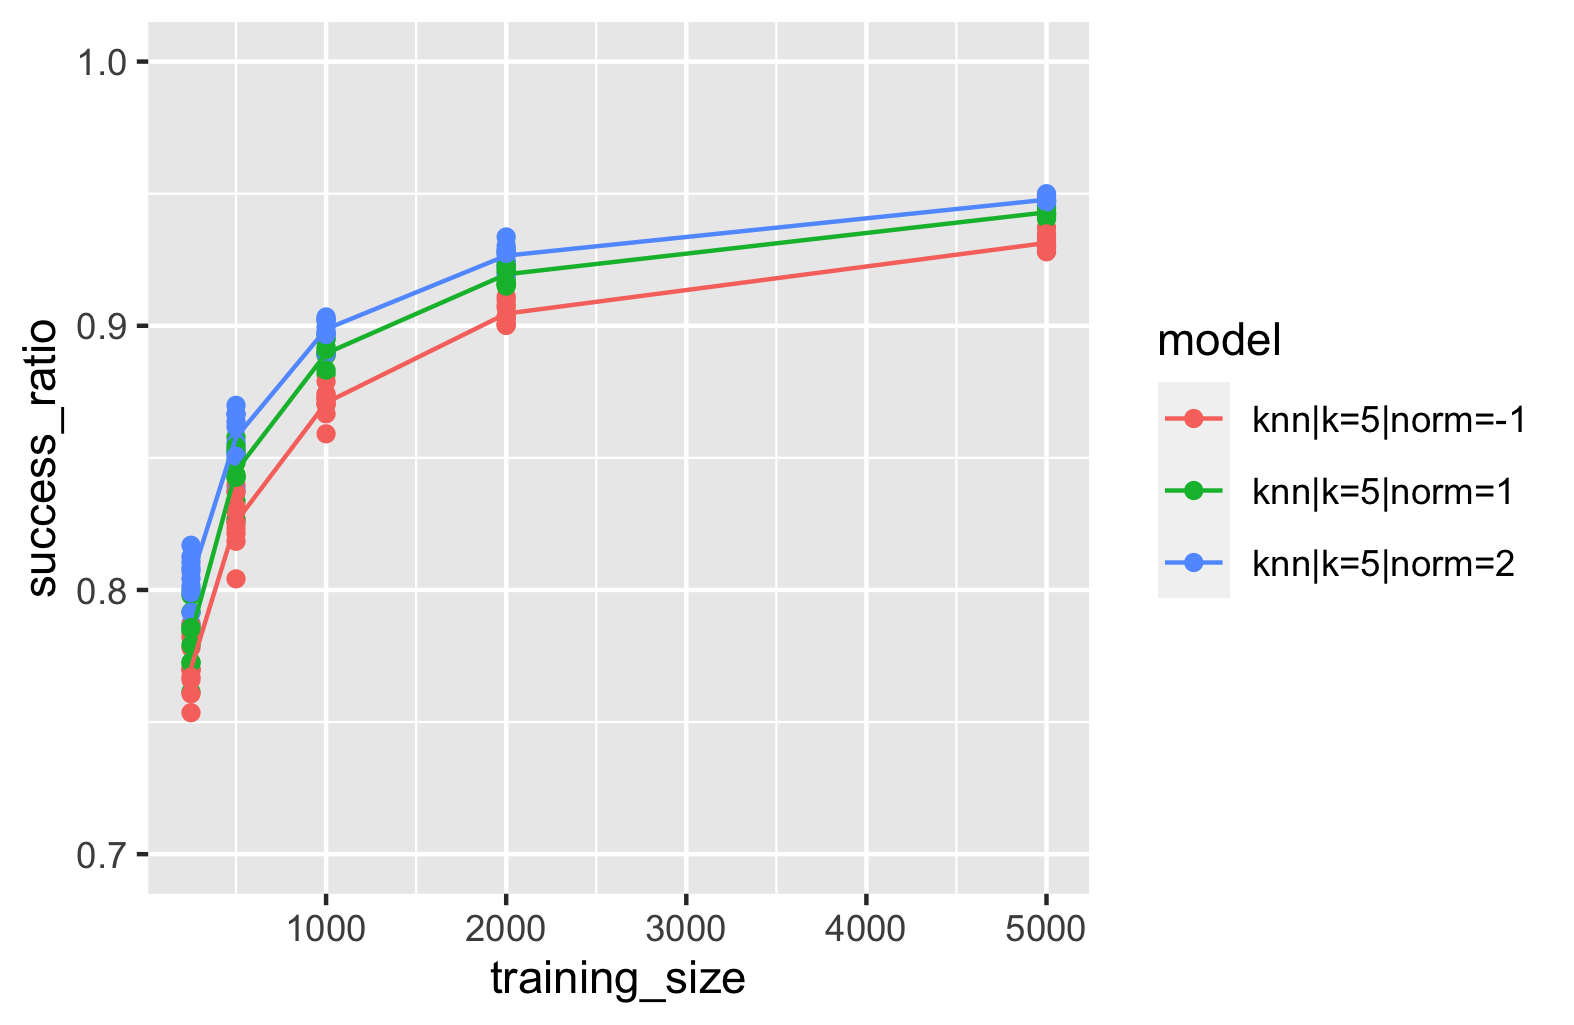 1.0
0.9
0.8
0.7
success_ratio
1000 2000 3000 4000 5000
training_size
model
knn|k=5|norm=-1
knn|k=5|norm=1
knn|k=5|norm=2